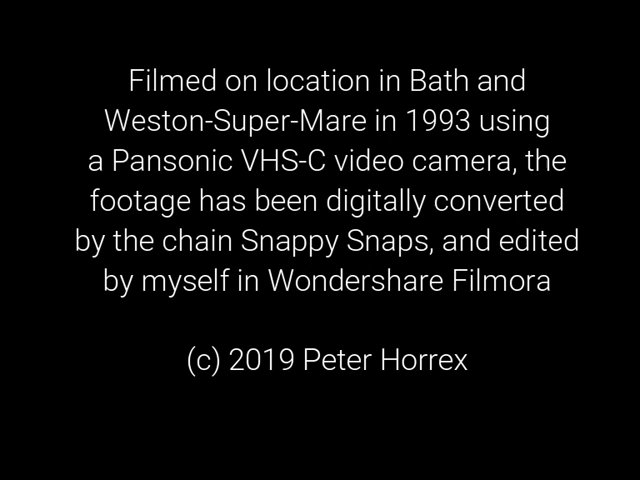 Filmed on location in Bath and
Weston-Super-Mare in 1993 using
a Pansonic VHS-C video camera, the
footage has been digitally converted
by the chain Snappy Snaps, and edited
by myself in Wondershare Filmora
(c) 2019 Peter Horrex